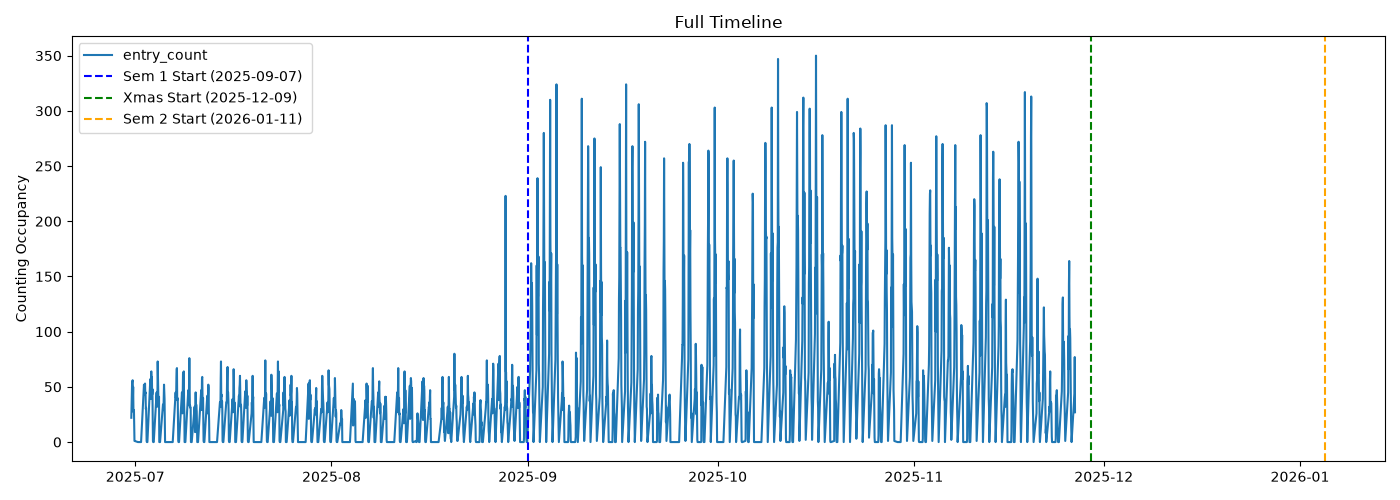 Full Timeline
entry_count
Sem 1 Start (2025-09-07)
Xmas Start (2025-12-09)
Sem 2 Start (2026-01-11)
Counting Occupancy
350
300
250
200
150
100
50
0
2025-07 2025-08 2025-09 2025-10 2025-11 2025-12 2026-01